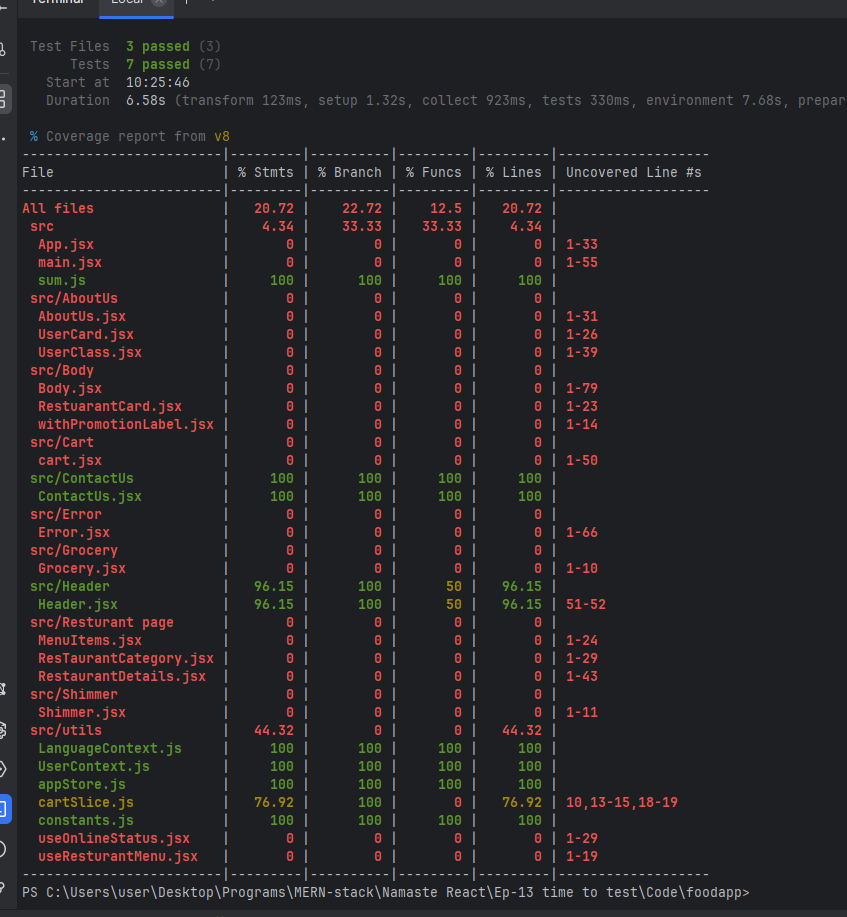 Terminal Local
Test Files 3 passed (3)
Tests 7 passed (7)
Start at 10:25:46
Duration 6.58s (transform 123ms, setup 1.32s, collect 923ms, tests 330ms, environment 7.68s, prepar
% Coverage report from v8
-------------------------|---------|----------|---------|---------|-------------------
File | % Stmts | % Branch | % Funcs | % Lines | Uncovered Line #s
-------------------------|---------|----------|---------|---------|-------------------
All files | 20.72 | 22.72 | 12.5 | 20.72 |
src | 4.34 | 33.33 | 33.33 | 4.34 |
App.jsx | 0 | 0 | 0 | 0 | 1-33
main.jsx | 0 | 0 | 0 | 0 | 1-55
sum.js | 100 | 100 | 100 | 100 |
src/AboutUs | 0 | 0 | 0 | 0 |
AboutUs.jsx | 0 | 0 | 0 | 0 | 1-31
UserCard.jsx | 0 | 0 | 0 | 0 | 1-26
UserClass.jsx | 0 | 0 | 0 | 0 | 1-39
src/Body | 0 | 0 | 0 | 0 |
Body.jsx | 0 | 0 | 0 | 0 | 1-79
RestuarantCard.jsx | 0 | 0 | 0 | 0 | 1-23
withPromotionLabel.jsx | 0 | 0 | 0 | 0 | 1-14
src/Cart | 0 | 0 | 0 | 0 |
cart.jsx | 0 | 0 | 0 | 0 | 1-50
src/ContactUs | 100 | 100 | 100 | 100 |
ContactUs.jsx | 100 | 100 | 100 | 100 |
src/Error | 0 | 0 | 0 | 0 |
Error.jsx | 0 | 0 | 0 | 0 | 1-66
src/Grocery | 0 | 0 | 0 | 0 |
Grocery.jsx | 0 | 0 | 0 | 0 | 1-10
src/Header | 96.15 | 100 | 50 | 96.15 |
Header.jsx | 96.15 | 100 | 50 | 96.15 | 51-52
src/Resturant page | 0 | 0 | 0 | 0 |
MenuItems.jsx | 0 | 0 | 0 | 0 | 1-24
ResTaurantCategory.jsx | 0 | 0 | 0 | 0 | 1-29
RestaurantDetails.jsx | 0 | 0 | 0 | 0 | 1-43
src/Shimmer | 0 | 0 | 0 | 0 |
Shimmer.jsx | 0 | 0 | 0 | 0 | 1-11
src/utils | 44.32 | 0 | 0 | 44.32 |
LanguageContext.js | 100 | 100 | 100 | 100 |
UserContext.js | 100 | 100 | 100 | 100 |
appStore.js | 100 | 100 | 100 | 100 |
cartSlice.js | 76.92 | 100 | 0 | 76.92 | 10,13-15,18-19
constants.js | 100 | 100 | 100 | 100 |
useOnlineStatus.jsx | 0 | 0 | 0 | 0 | 1-29
useResturantMenu.jsx | 0 | 0 | 0 | 0 | 1-19
-------------------------|---------|----------|---------|---------|-------------------
PS C:\Users\user\Desktop\Programs\MERN-stack\Namaste React\Ep-13 time to test\Code\foodapp>